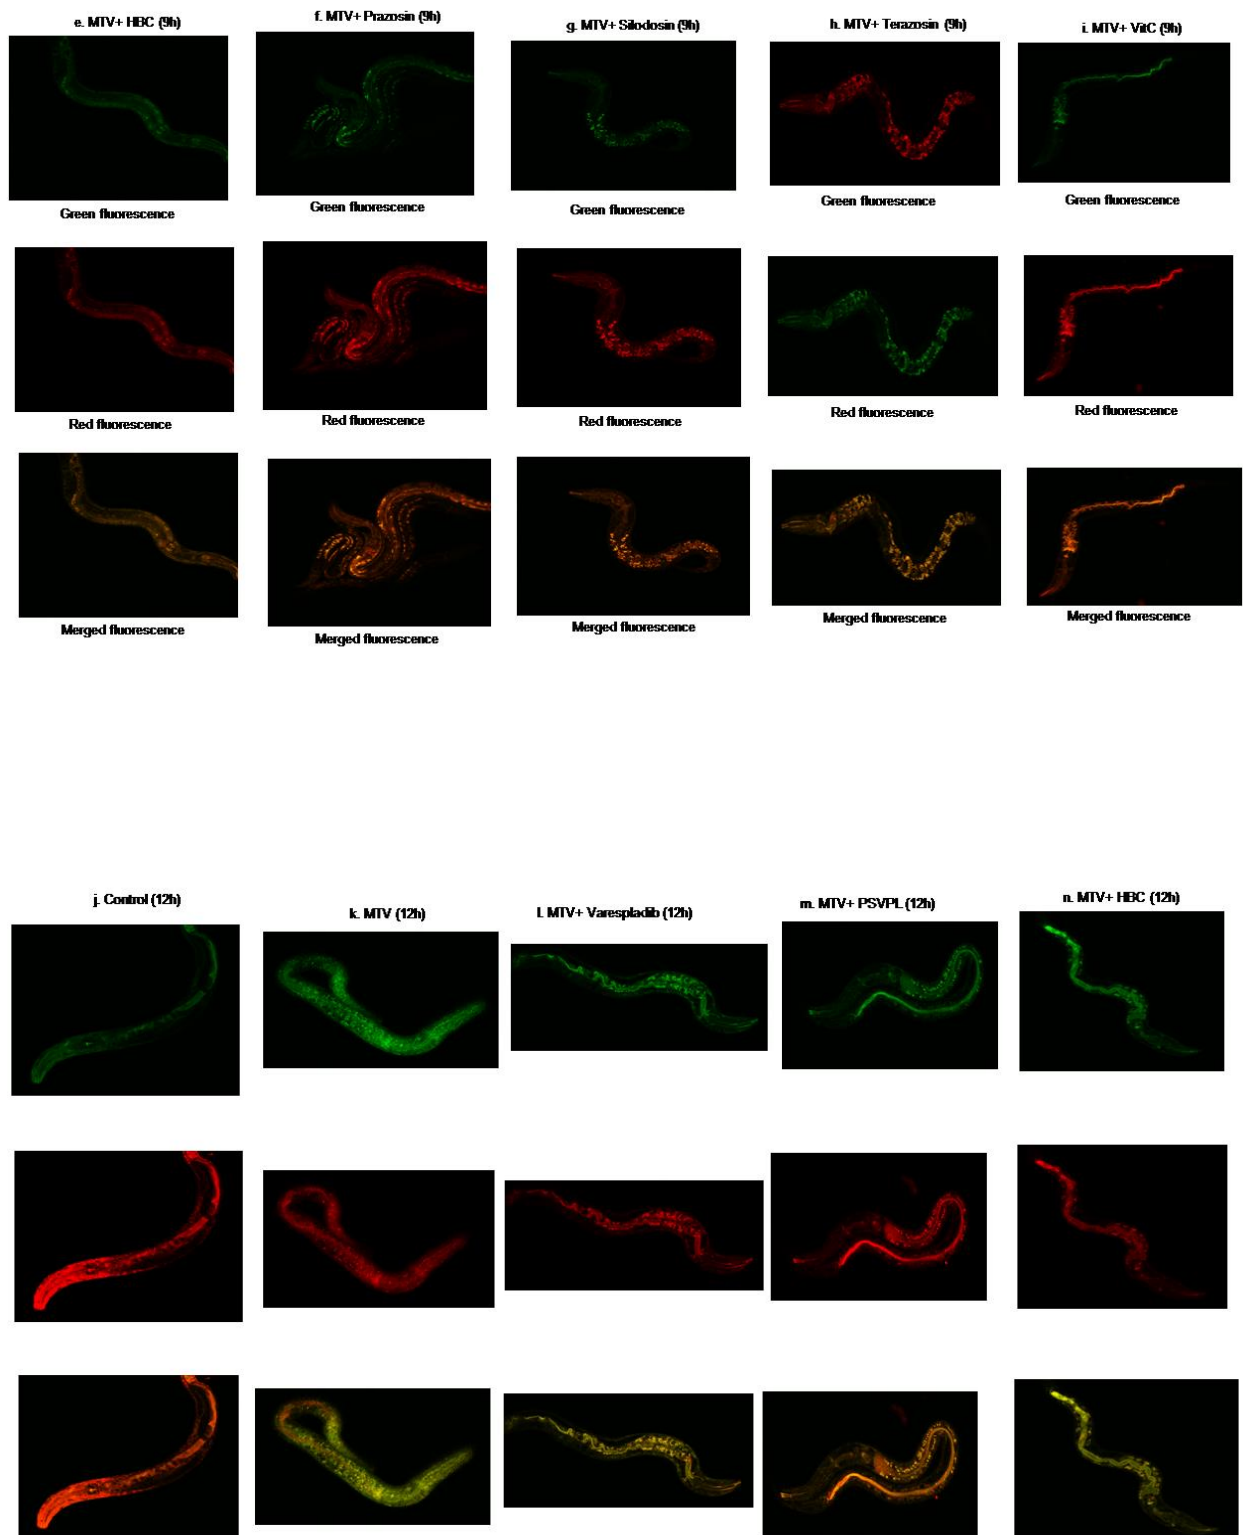 e. MTV+ HBC (9h)
f. MTV+ Prazosin (9h)
g. MTV+ Silodosin (9h)
h. MTV+ Terazosin (9h)
i. MTV+ VitC (9h)
Green fluorescence
Green fluorescence
Green fluorescence
Green fluorescence
Green fluorescence
Red fluorescence
Red fluorescence
Red fluorescence
Red fluorescence
Red fluorescence
Merged fluorescence
Merged fluorescence
Merged fluorescence
Merged fluorescence
Merged fluorescence
j. Control (12h)
k. MTV (12h)
l. MTV+ Varespladib (12h)
m. MTV+ PSVPL (12h)
n. MTV+ HBC (12h)